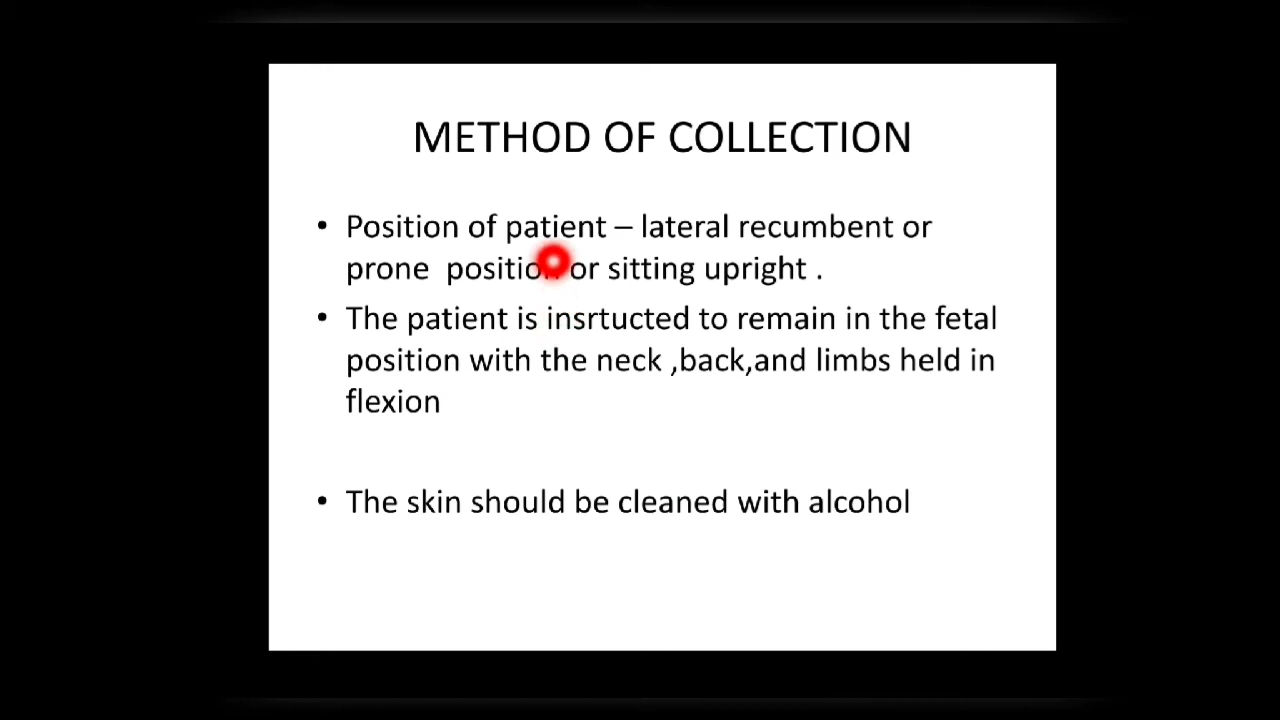 METHOD OF COLLECTION
• Position of patient – lateral recumbent or
prone position or sitting upright .
• The patient is insrtucted to remain in the fetal
position with the neck ,back,and limbs held in
flexion
• The skin should be cleaned with alcohol